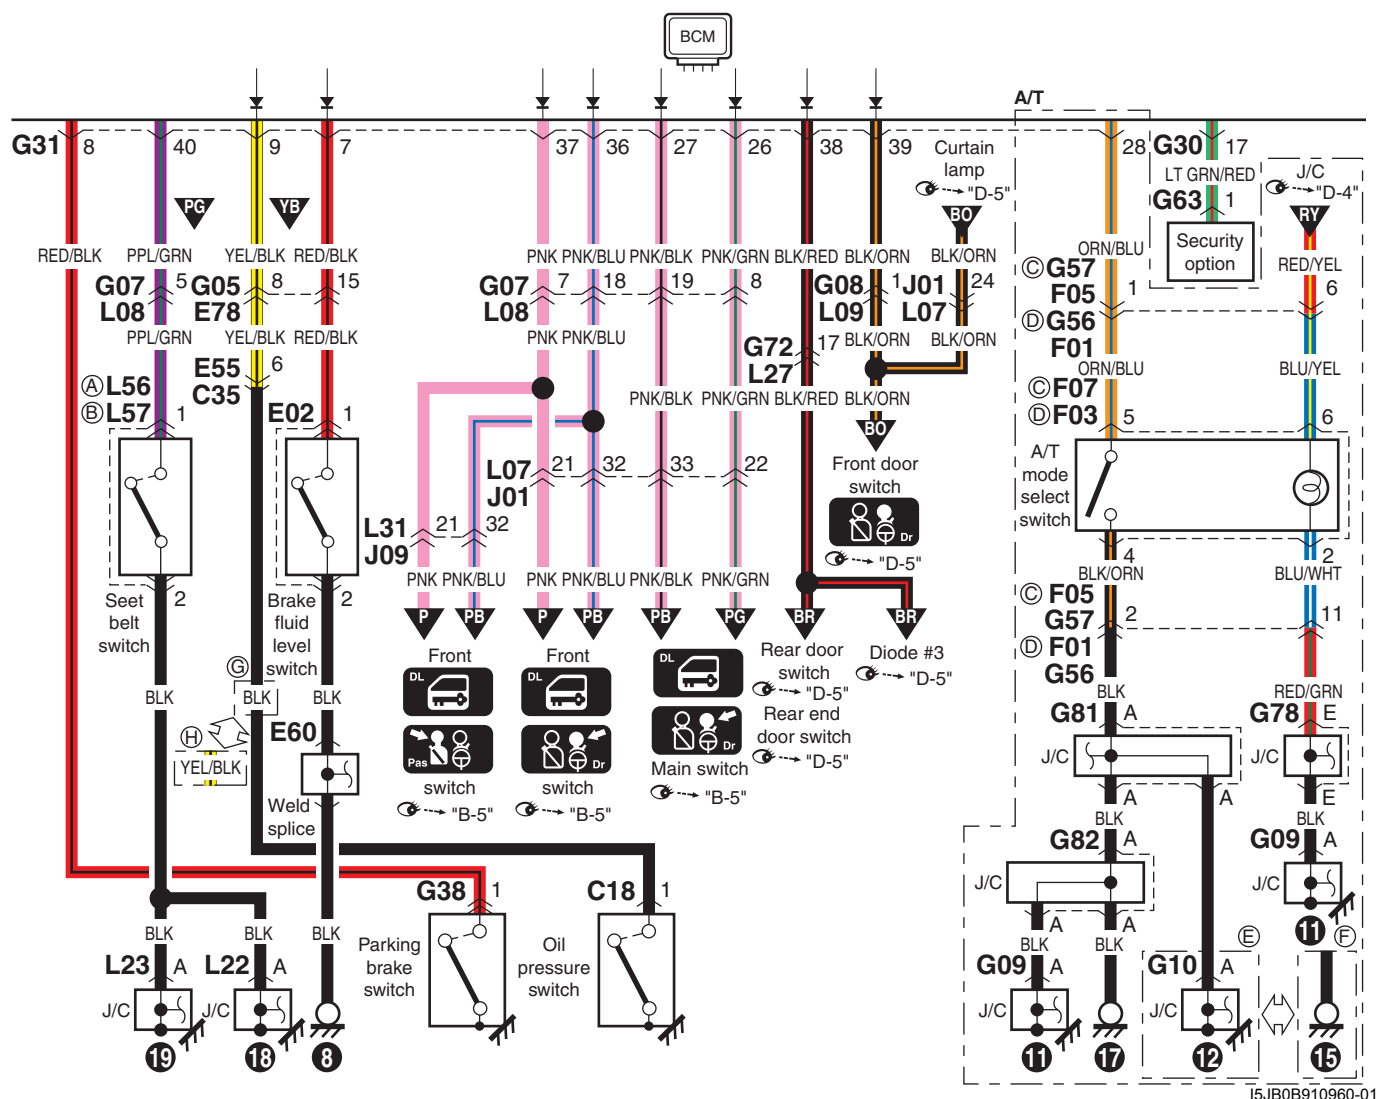 BCM
A/T
G31 8 40 9 7 37 36 27 26 38 39 28 G30 17
Curtain lamp
"D-5"
LT GRN/RED
G63 1
Security option
J/C
"D-4"
PG YB BO RY
RED/BLK PPL/GRN YEL/BLK RED/BLK PNK PNK/BLU PNK/BLK PNK/GRN BLK/RED BLK/ORN BLK/ORN ORN/BLU RED/YEL
G07 5 G05 8 15 G07 7 18 19 8 G08 1 J01 24
L08 E78 L08 L09 L07
Ⓒ G57 1 6
F05
Ⓓ G56
F01
PPL/GRN YEL/BLK RED/BLK PNK PNK/BLU G72 17 BLK/ORN BLK/ORN
L27
E55 6
C35
ORN/BLU BLU/YEL
Ⓐ L56
Ⓑ L57 1 E02 1
PNK/BLK PNK/GRN BLK/RED BLK/ORN
Ⓒ F07
Ⓓ F03 5 6
BO
Front door switch
Dr
"D-5"
A/T mode select switch
L07 21 32 33 22
J01
L31 21 32
J09
PNK PNK/BLU PNK PNK/BLU PNK/BLK PNK/GRN
4 2
BLK/ORN BLU/WHT
2 2
Seet belt switch
Brake fluid level switch
P PB P PB PB PG BR BR
Ⓒ F05
G57 2 11
Ⓓ F01
G56
Front
DL
Pas
switch
"B-5"
Front
DL
Dr
switch
"B-5"
DL
Dr
Main switch
"B-5"
Rear door switch
"D-5"
Rear end door switch
"D-5"
Diode #3
"D-5"
Ⓖ
BLK BLK BLK
Ⓗ
YEL/BLK
E60
Weld splice
BLK RED/GRN
G81 A G78 E
J/C J/C
A A E
BLK BLK
G82 A G09 A
J/C J/C
A A 11
G38 1 C18 1
Parking brake switch
Oil pressure switch
BLK BLK BLK
L23 A L22 A
J/C J/C
19 18 8
BLK BLK
G09 A G10 A
Ⓔ Ⓕ
J/C J/C
11 17 12 15
I5JB0B910960-01